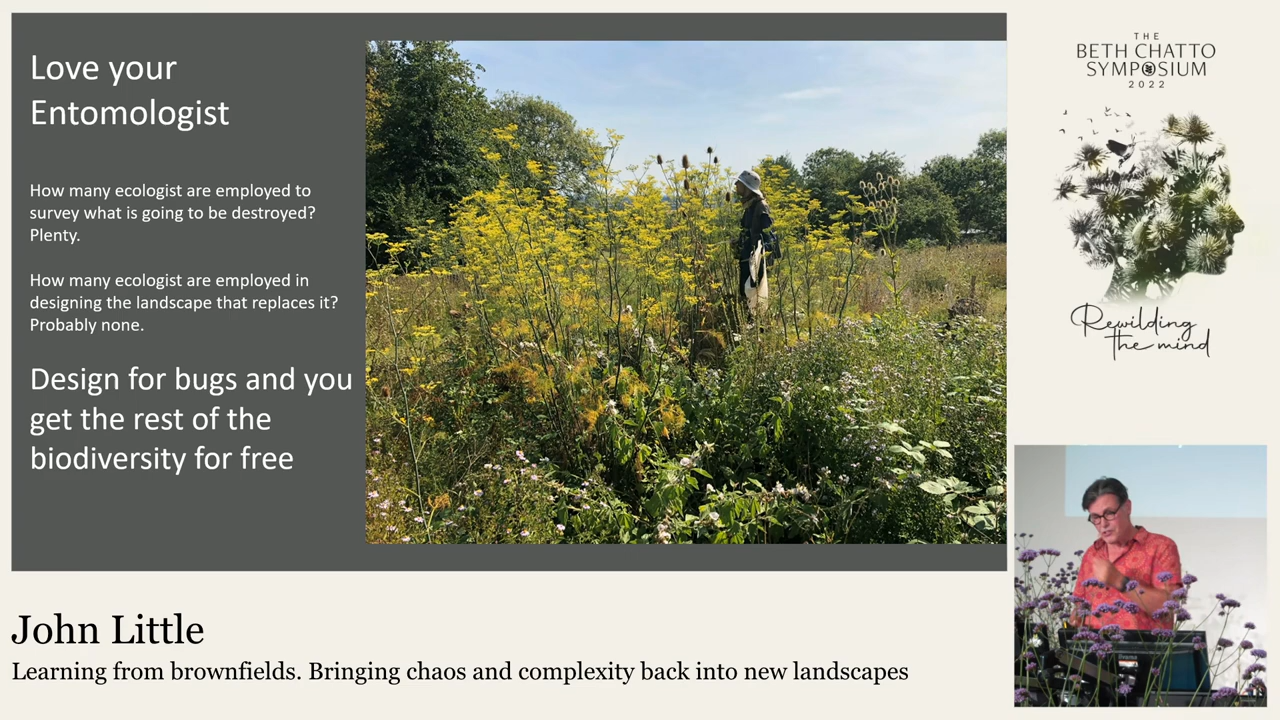 Love your
Entomologist
How many ecologist are employed to
survey what is going to be destroyed?
Plenty.
How many ecologist are employed in
designing the landscape that replaces it?
Probably none.
Design for bugs and you
get the rest of the
biodiversity for free
THE
BETH CHATTO
SYMPOSIUM
2022
Rewilding
the mind
John Little
Learning from brownfields. Bringing chaos and complexity back into new landscapes